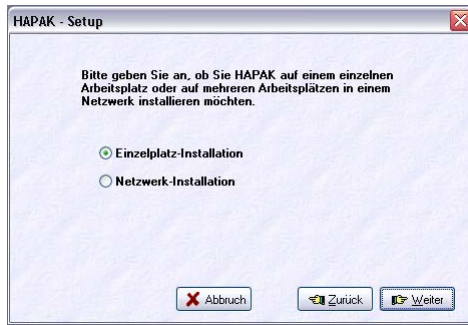 HAPAK - Setup
Bitte geben Sie an, ob Sie HAPAK auf einem einzelnen
Arbeitsplatz oder auf mehreren Arbeitsplätzen in einem
Netzwerk installieren möchten.
Einzelplatz-Installation
Netzwerk-Installation
Abbruch
Zurück
Weiter